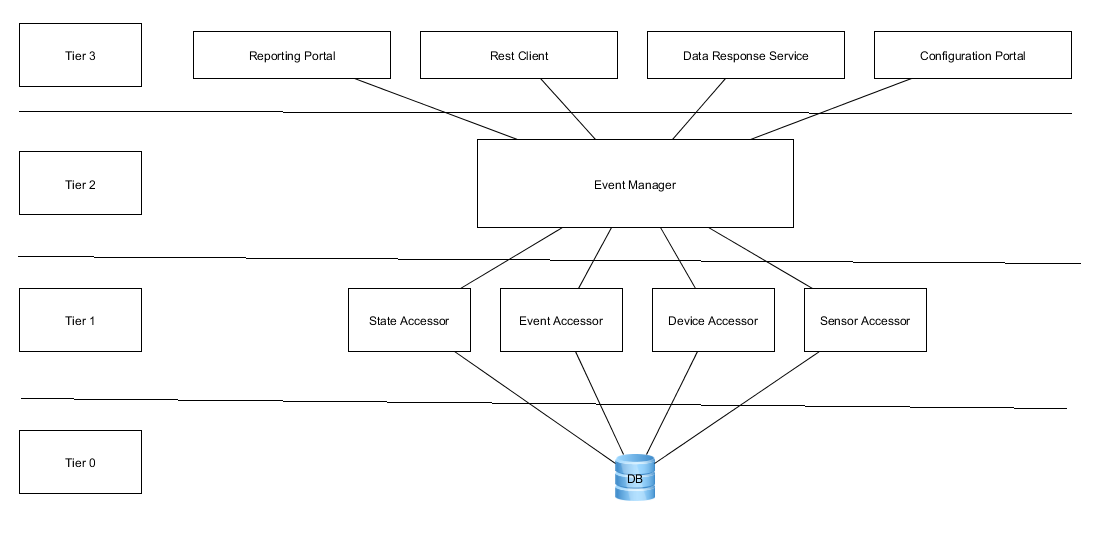 Tier 3
Reporting Portal
Rest Client
Data Response Service
Configuration Portal
Tier 2
Event Manager
Tier 1
State Accessor
Event Accessor
Device Accessor
Sensor Accessor
Tier 0
DB